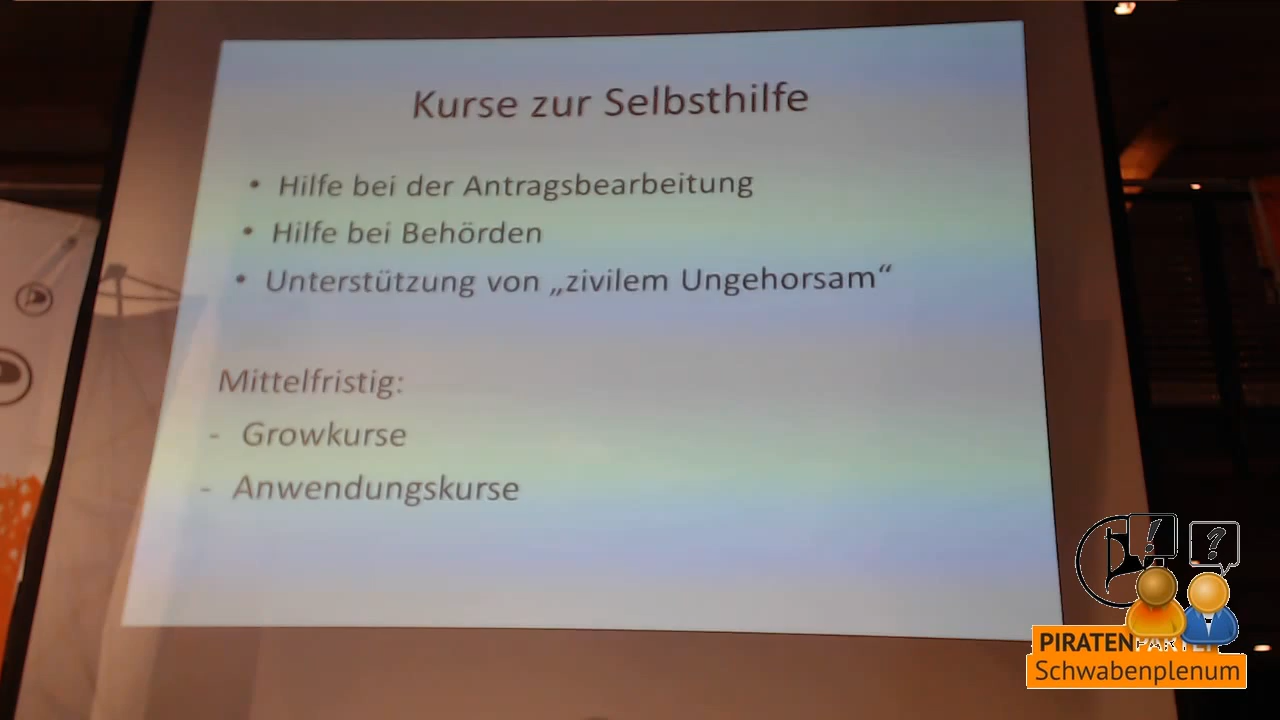 Kurse zur Selbsthilfe
• Hilfe bei der Antragsbearbeitung
• Hilfe bei Behörden
• Unterstützung von „zivilem Ungehorsam“
Mittelfristig:
- Growkurse
- Anwendungskurse
! ?
PIRATENPARTEI
Schwabenplenum